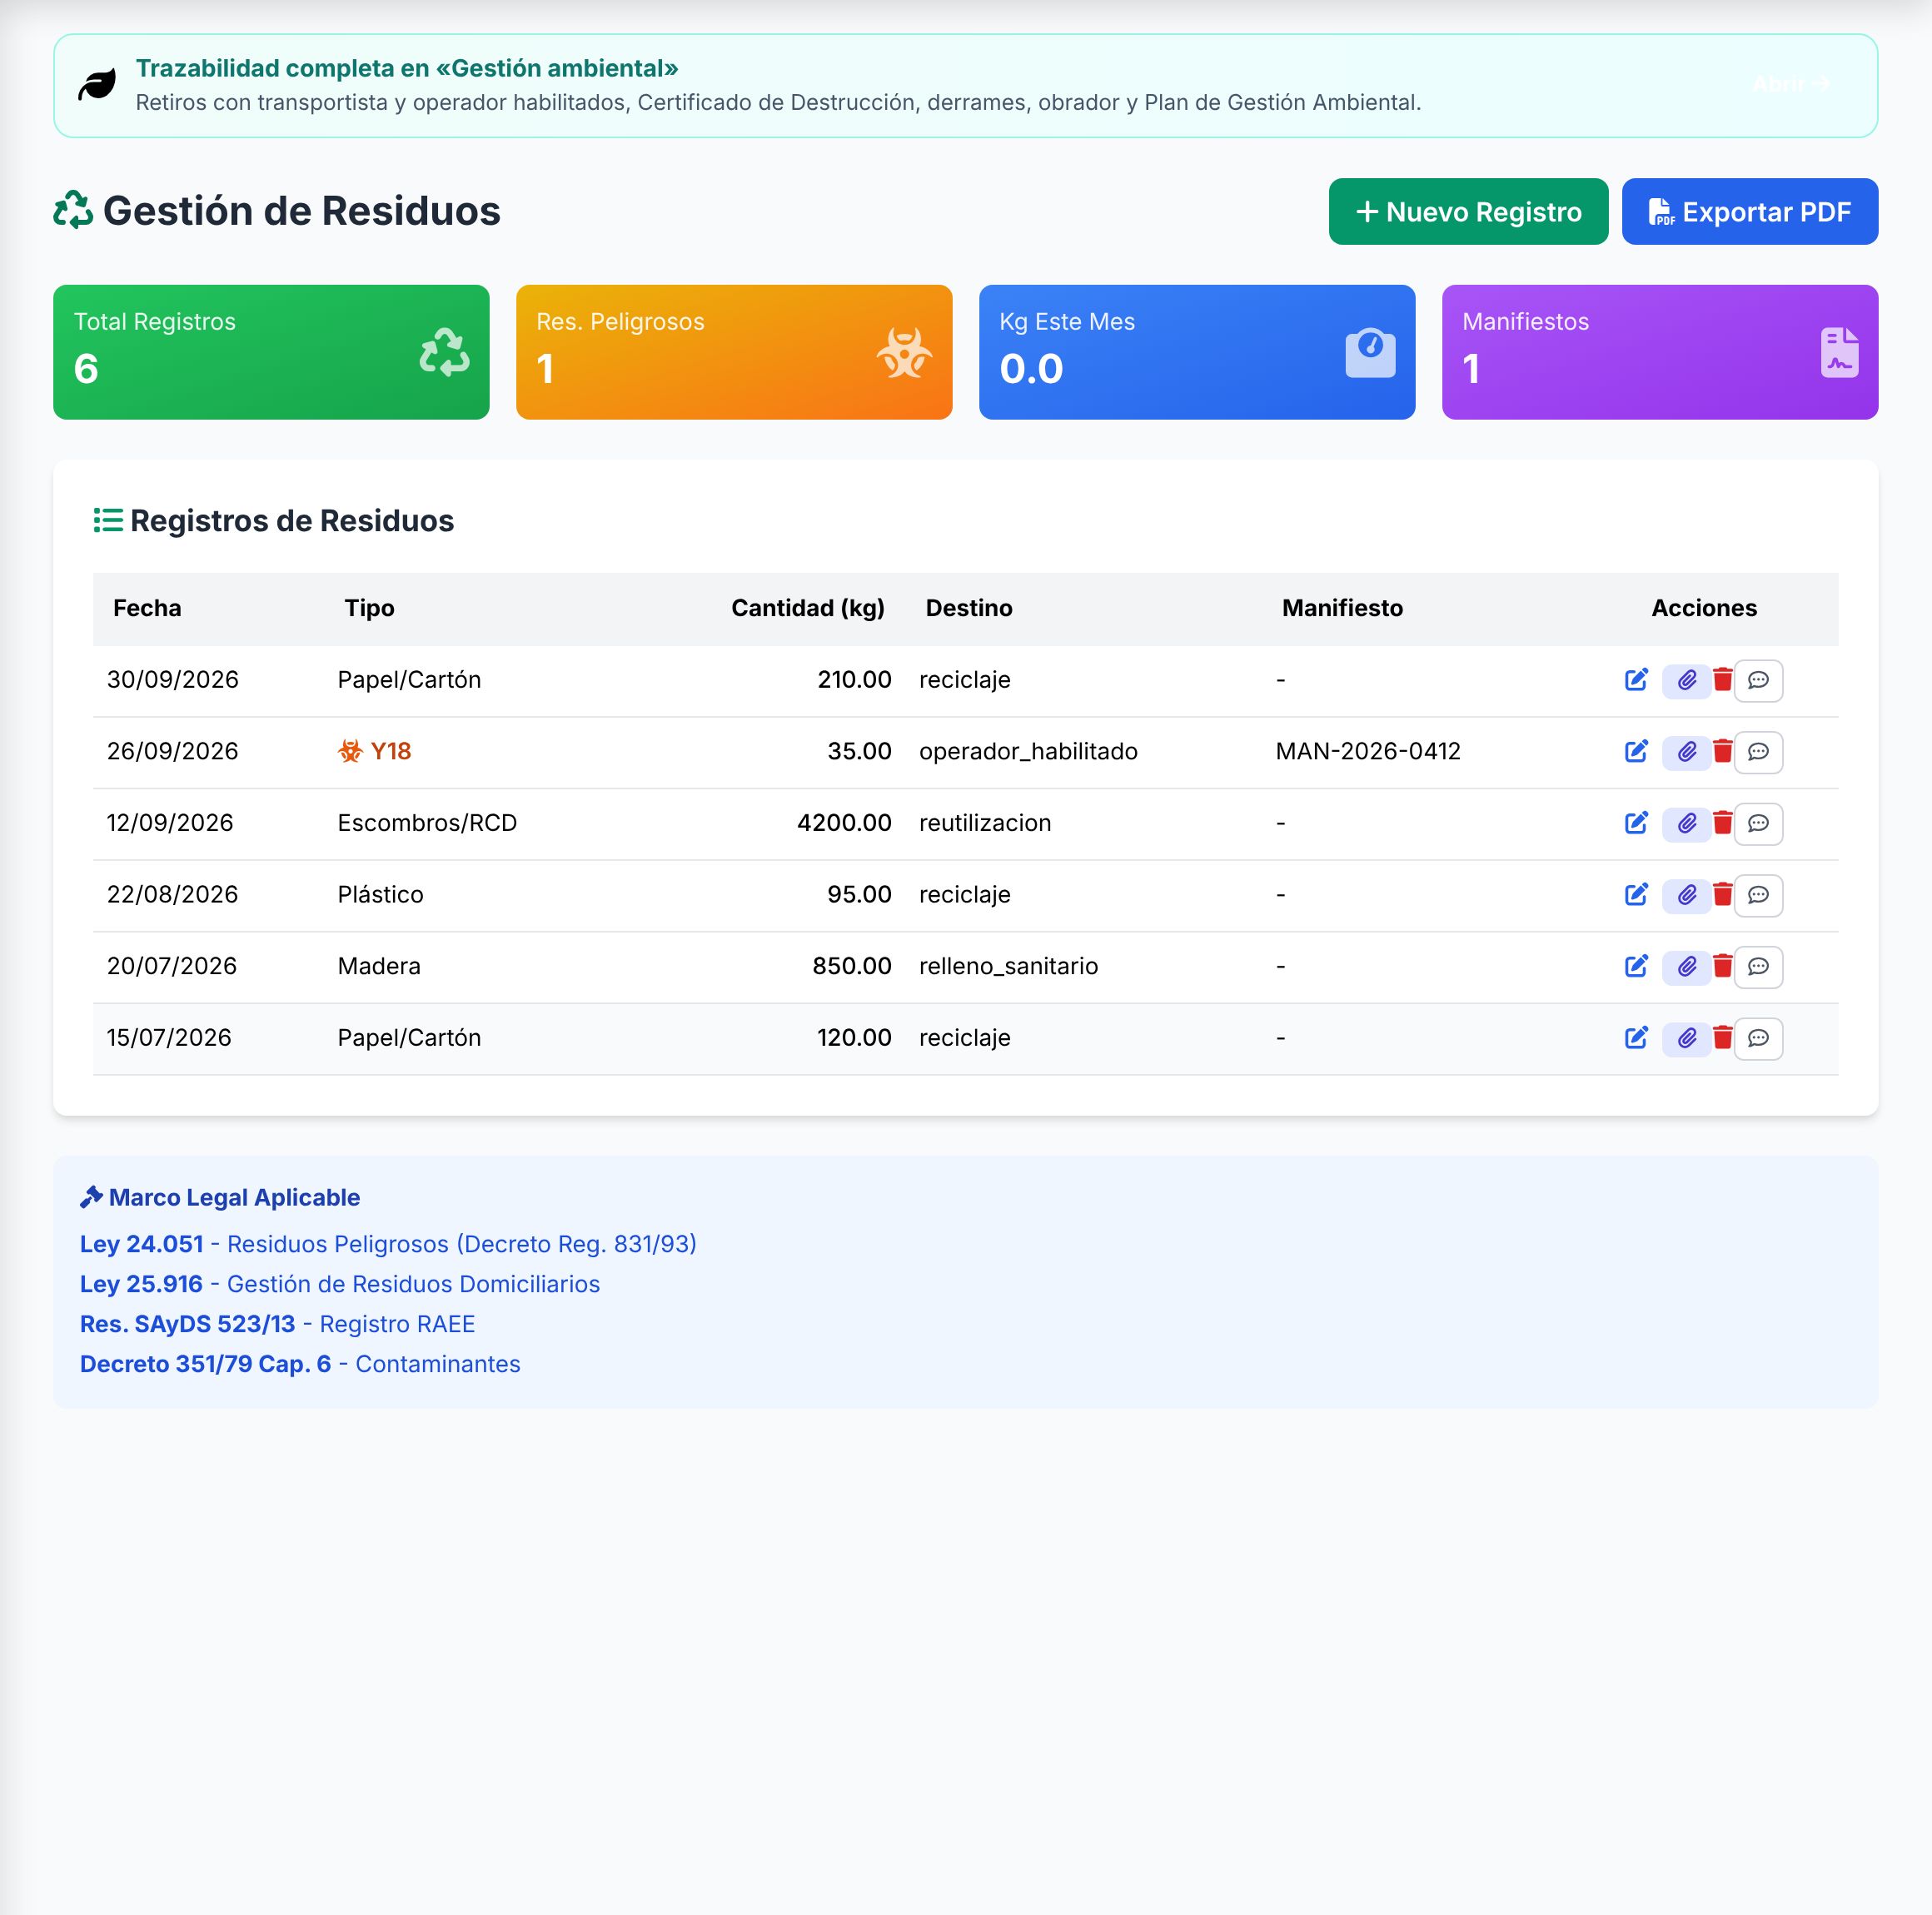 Trazabilidad completa en «Gestión ambiental»
Retiros con transportista y operador habilitados, Certificado de Destrucción, derrames, obrador y Plan de Gestión Ambiental.
Abrir →
Gestión de Residuos
+ Nuevo Registro
PDF Exportar PDF
Total Registros
6
Res. Peligrosos
1
Kg Este Mes
0.0
Manifiestos
1
Registros de Residuos
Fecha Tipo Cantidad (kg) Destino Manifiesto Acciones
30/09/2026 Papel/Cartón 210.00 reciclaje -
26/09/2026 Y18 35.00 operador_habilitado MAN-2026-0412
12/09/2026 Escombros/RCD 4200.00 reutilizacion -
22/08/2026 Plástico 95.00 reciclaje -
20/07/2026 Madera 850.00 relleno_sanitario -
15/07/2026 Papel/Cartón 120.00 reciclaje -
Marco Legal Aplicable
Ley 24.051 - Residuos Peligrosos (Decreto Reg. 831/93)
Ley 25.916 - Gestión de Residuos Domiciliarios
Res. SAyDS 523/13 - Registro RAEE
Decreto 351/79 Cap. 6 - Contaminantes